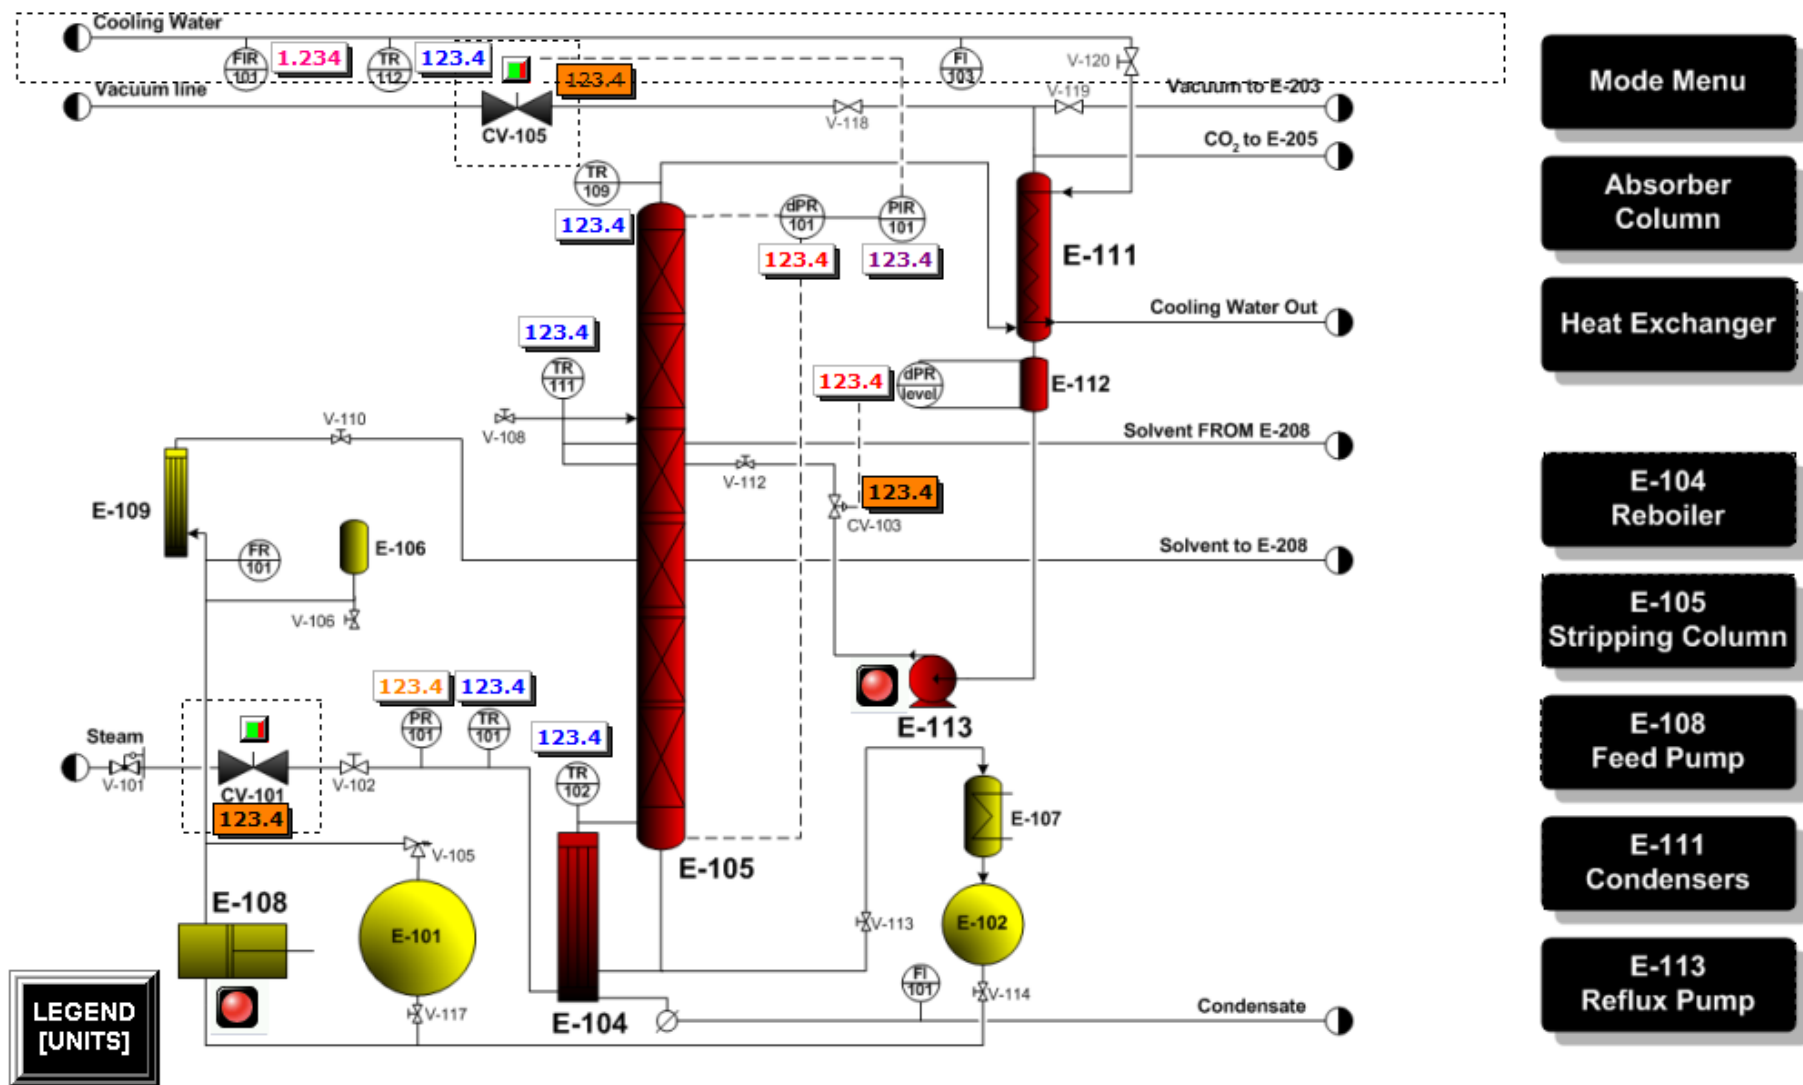 Cooling Water
FIR
101
1.234
TR
112
123.4
FI
103
V-120
Mode Menu
Vacuum line
123.4
CV-105
V-118
V-119
Vacuum to E-203
CO2 to E-205
TR
109
123.4
dPR
101
123.4
PIR
101
123.4
E-111
Absorber
Column
Cooling Water Out
Heat Exchanger
123.4
TR
111
123.4
dPR
level
E-112
V-110
V-108
Solvent FROM E-208
V-112
123.4
CV-103
E-109
E-104
Reboiler
FR
101
E-106
Solvent to E-208
V-106
E-105
Stripping Column
123.4
PR
101
123.4
TR
101
123.4
TR
102
E-113
Steam
V-101
CV-101
123.4
V-102
E-108
Feed Pump
E-107
V-105
E-105
E-111
Condensers
E-108
E-101
V-113
E-102
E-113
Reflux Pump
FI
101
V-114
V-117
E-104
Condensate
LEGEND
[UNITS]